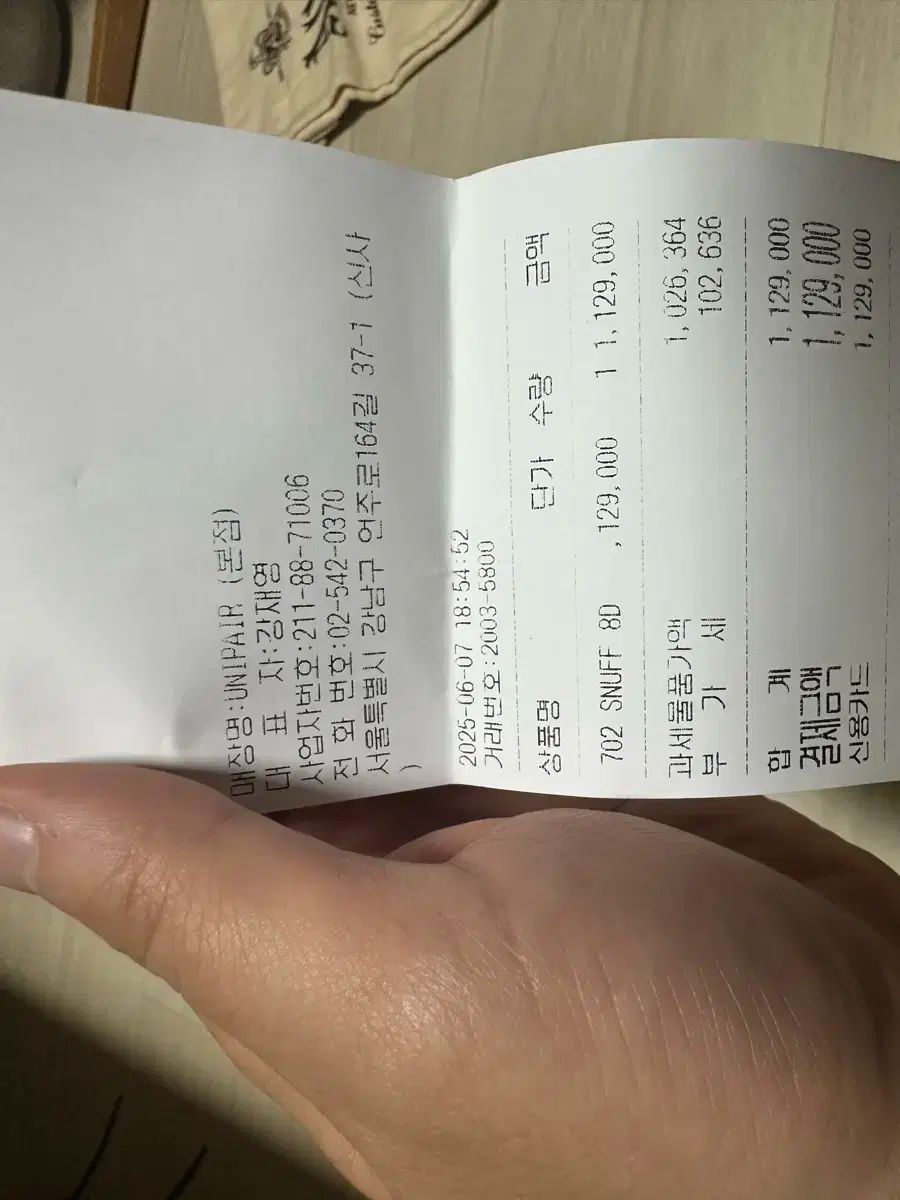 매장명:UNIPAIR (본점)
대 표 자:강재영
사업자번호:211-88-71006
전 화 번호:02-542-0370
서울특별시 강남구 언주로164길 37-1 (신사
)
2025-06-07 18:54:52
거래번호:2003-5800
상품명 단가 수량 금액
702 SNUFF 8D ,129,000 1 1,129,000
과세물품가액 1,026,364
부 가 세 102,636
합 계 1,129,000
결제금액 1,129,000
신용카드 1,129,000